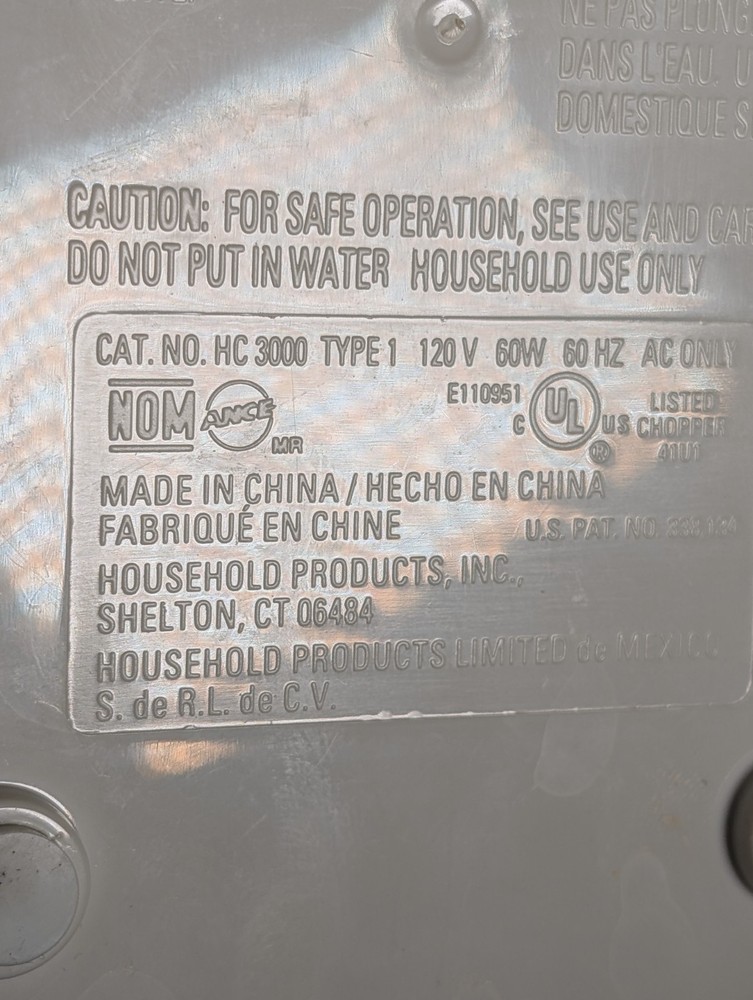 NE PAS PLONG
DANS L'EAU. U
DOMESTIQUE S
CAUTION: FOR SAFE OPERATION, SEE USE AND CAR
DO NOT PUT IN WATER HOUSEHOLD USE ONLY
CAT. NO. HC 3000 TYPE 1 120 V 60W 60 HZ AC ONLY
NOM ANCE MR
E110951 C UL US LISTED
CHOPPER
® 41U1
MADE IN CHINA / HECHO EN CHINA
FABRIQUÉ EN CHINE
U.S. PAT. NO.
HOUSEHOLD PRODUCTS, INC.,
SHELTON, CT 06484
HOUSEHOLD PRODUCTS LIMITED de MEXICO
S. de R.L. de C.V.